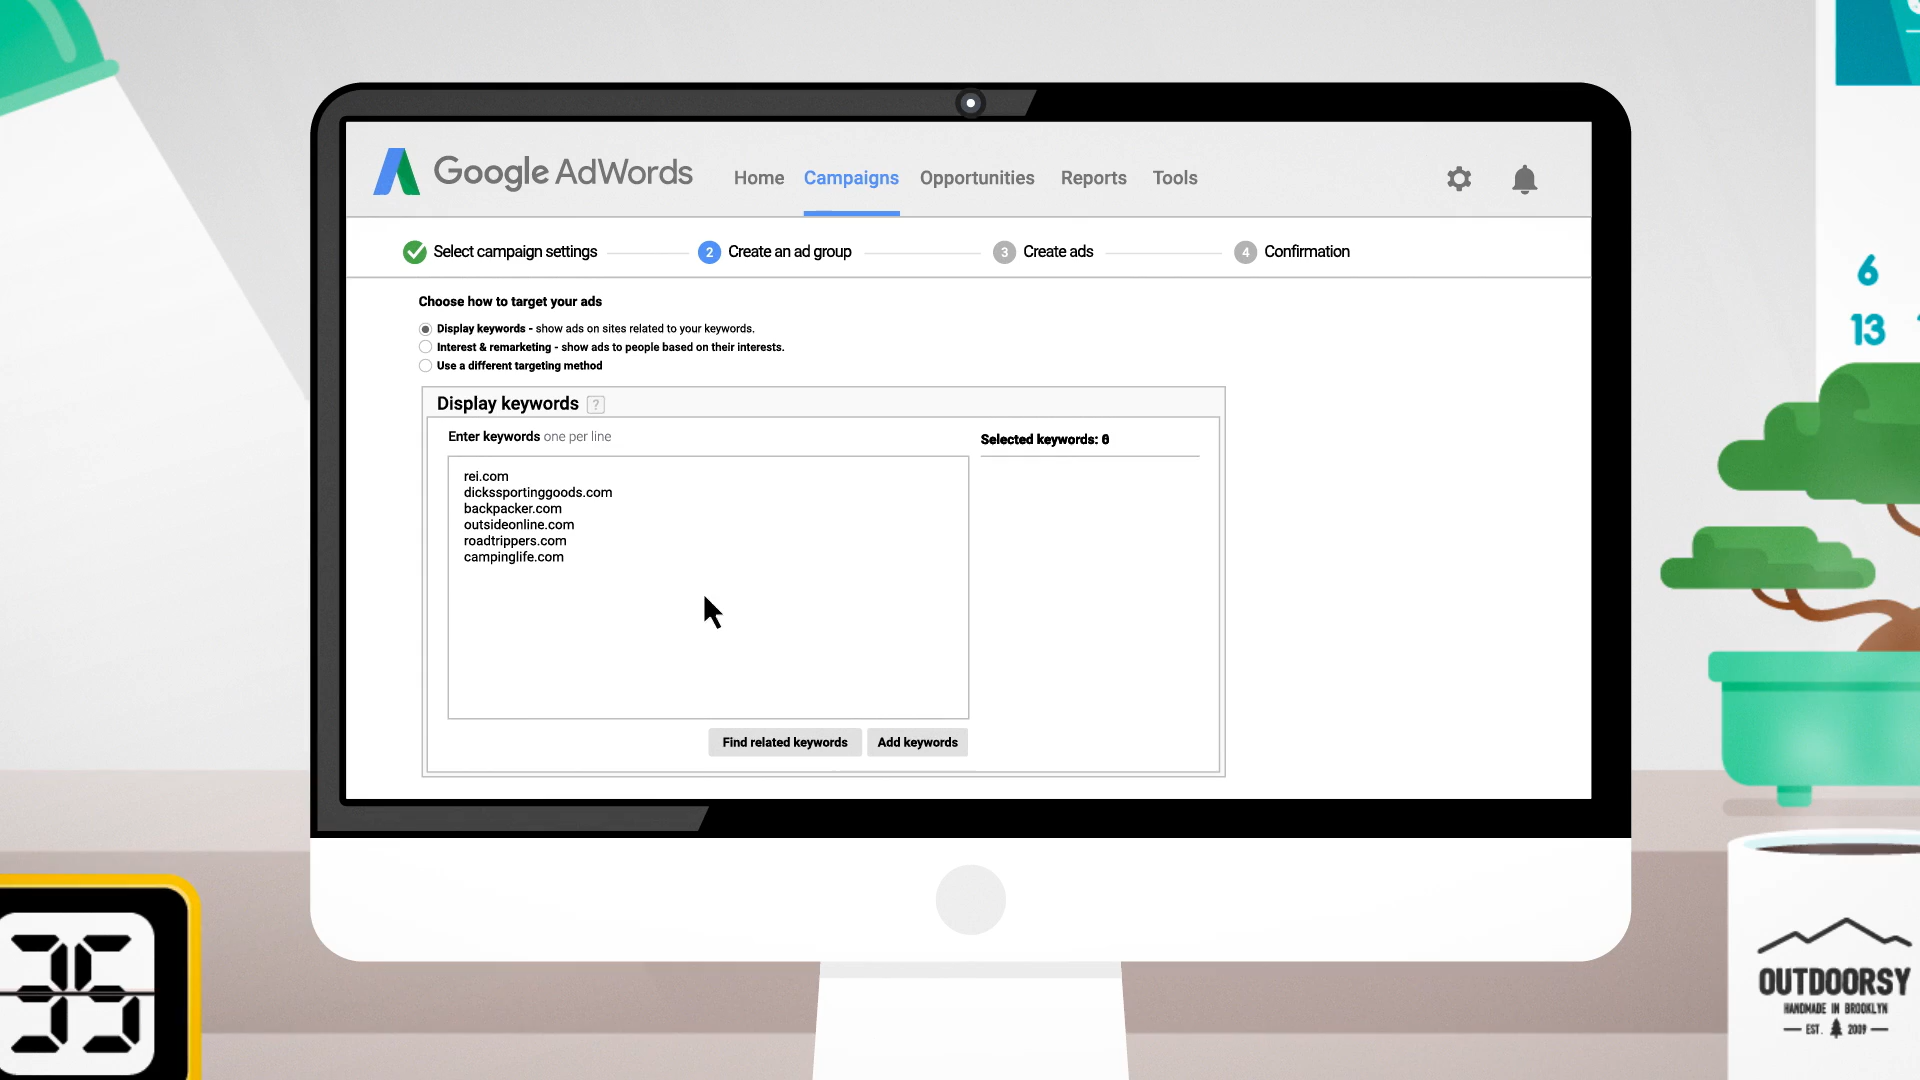 Google AdWords
Home Campaigns Opportunities Reports Tools
Select campaign settings 2 Create an ad group 3 Create ads 4 Confirmation
Choose how to target your ads
Display keywords - show ads on sites related to your keywords.
Interest & remarketing - show ads to people based on their interests.
Use a different targeting method
Display keywords ?
Enter keywords one per line
Selected keywords:
rei.com
dickssportinggoods.com
backpacker.com
outsideonline.com
roadtrippers.com
campinglife.com
Find related keywords Add keywords
6
13
35
OUTDOORSY
HANDMADE IN BROOKLYN
EST. 2009